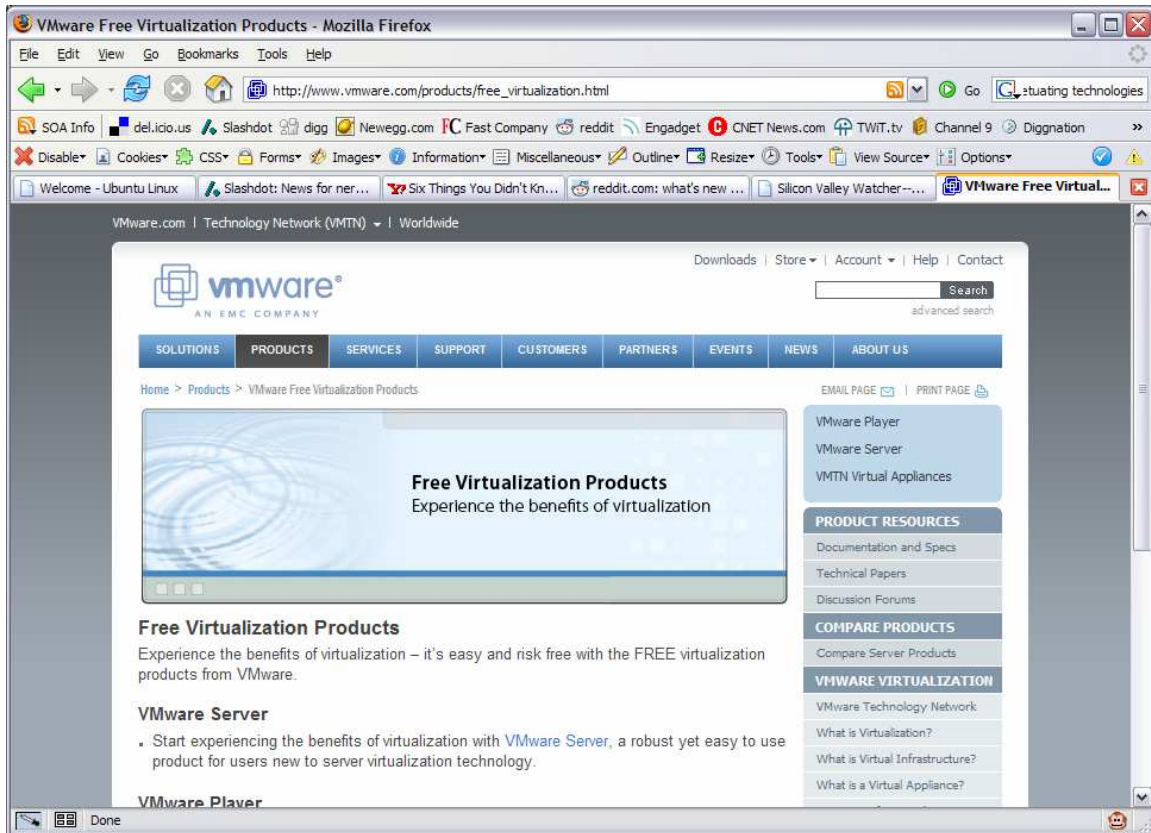 VMware Free Virtualization Products - Mozilla Firefox
File Edit View Go Bookmarks Tools Help
http://www.vmware.com/products/free_virtualization.html Go G :tuating technologies
SOA Info del.icio.us Slashdot digg Newegg.com FC Fast Company reddit Engadget CNET News.com TWiT.tv Channel 9 Diggnation »
Disable Cookies CSS Forms Images Information Miscellaneous Outline Resize Tools View Source Options
Welcome - Ubuntu Linux Slashdot: News for ner... Six Things You Didn't Kn... reddit.com: what's new ... Silicon Valley Watcher--... VMware Free Virtual...
VMware.com | Technology Network (VMTN) | Worldwide
Downloads | Store | Account | Help | Contact
vmware®
AN EMC COMPANY
Search
advanced search
SOLUTIONS PRODUCTS SERVICES SUPPORT CUSTOMERS PARTNERS EVENTS NEWS ABOUT US
Home > Products > VMware Free Virtualization Products
EMAIL PAGE | PRINT PAGE
Free Virtualization Products
Experience the benefits of virtualization
VMware Player
VMware Server
VMTN Virtual Appliances
PRODUCT RESOURCES
Documentation and Specs
Technical Papers
Discussion Forums
COMPARE PRODUCTS
Compare Server Products
VMWARE VIRTUALIZATION
VMware Technology Network
What is Virtualization?
What is Virtual Infrastructure?
What is a Virtual Appliance?
Free Virtualization Products
Experience the benefits of virtualization – it's easy and risk free with the FREE virtualization
products from VMware.
VMware Server
▪ Start experiencing the benefits of virtualization with VMware Server, a robust yet easy to use
product for users new to server virtualization technology.
VMware Player
Done